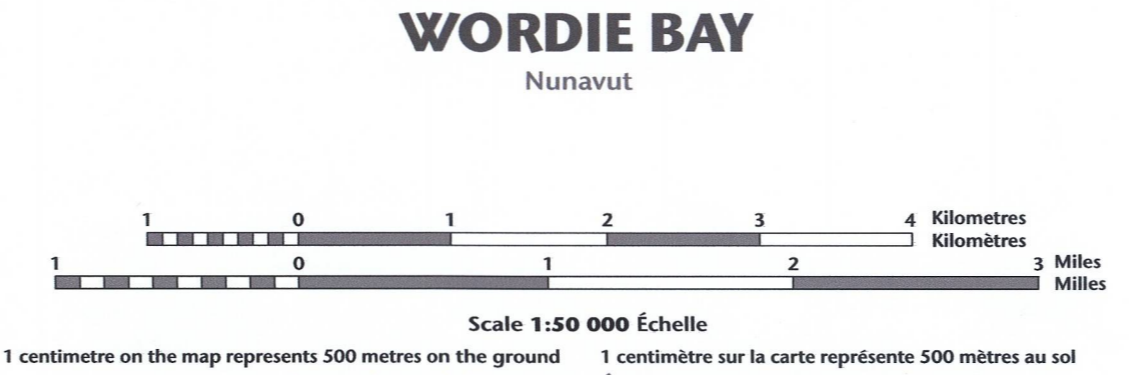 WORDIE BAY
Nunavut
1 0 1 2 3 4 Kilometres
Kilomètres
1 0 1 2 3 Miles
Milles
Scale 1:50 000 Échelle
1 centimetre on the map represents 500 metres on the ground 1 centimètre sur la carte représente 500 mètres au sol